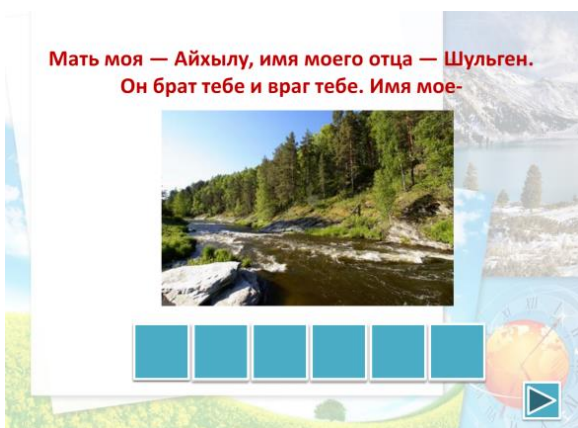 Мать моя — Айхылу, имя моего отца — Шульген.
Он брат тебе и враг тебе. Имя мое-